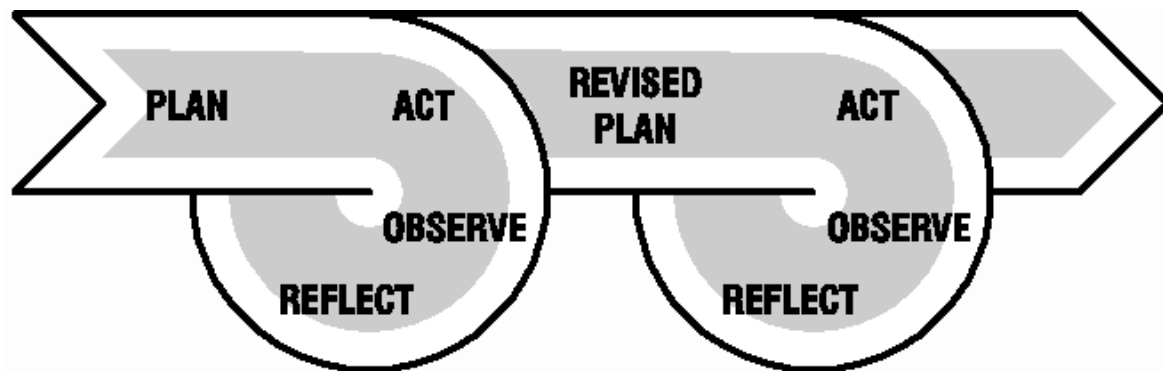 PLAN
ACT
OBSERVE
REFLECT
REVISED
PLAN
ACT
OBSERVE
REFLECT